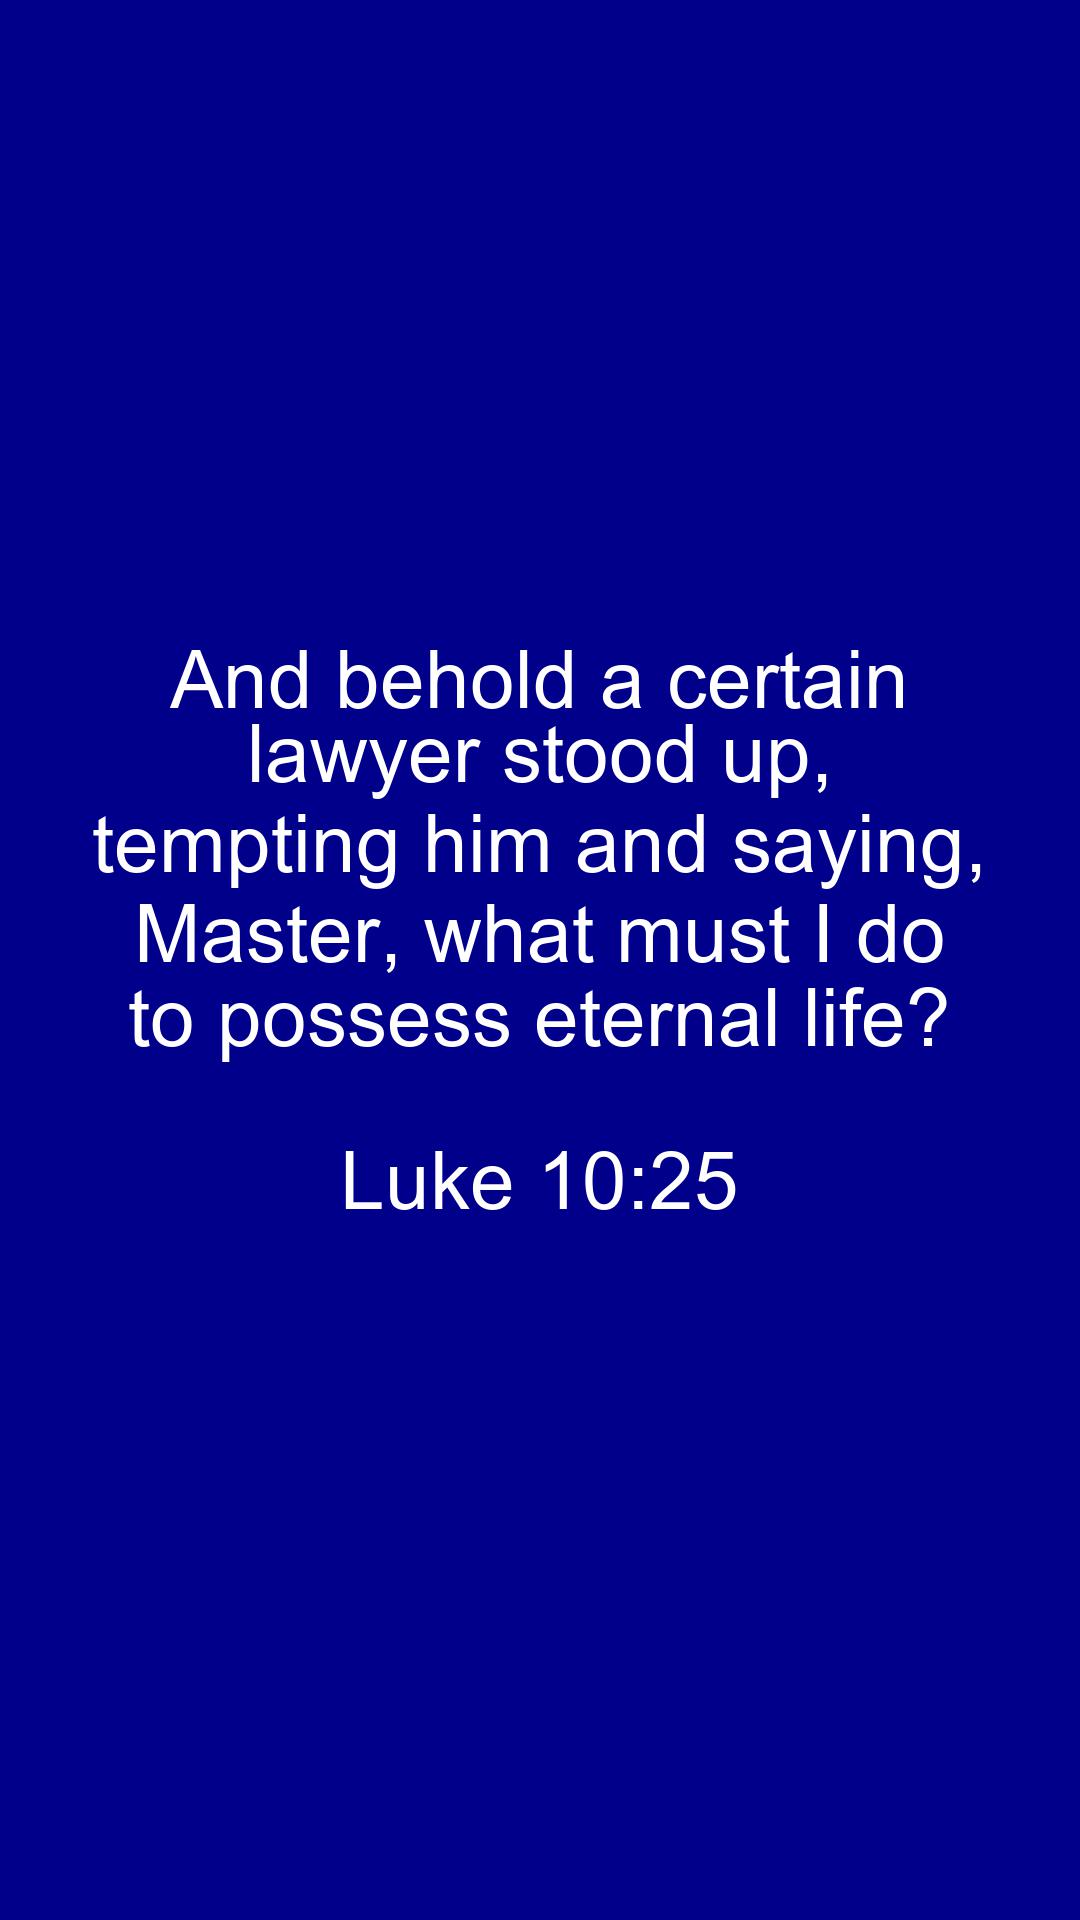 And behold a certain
lawyer stood up,
tempting him and saying,
Master, what must I do
to possess eternal life?
Luke 10:25